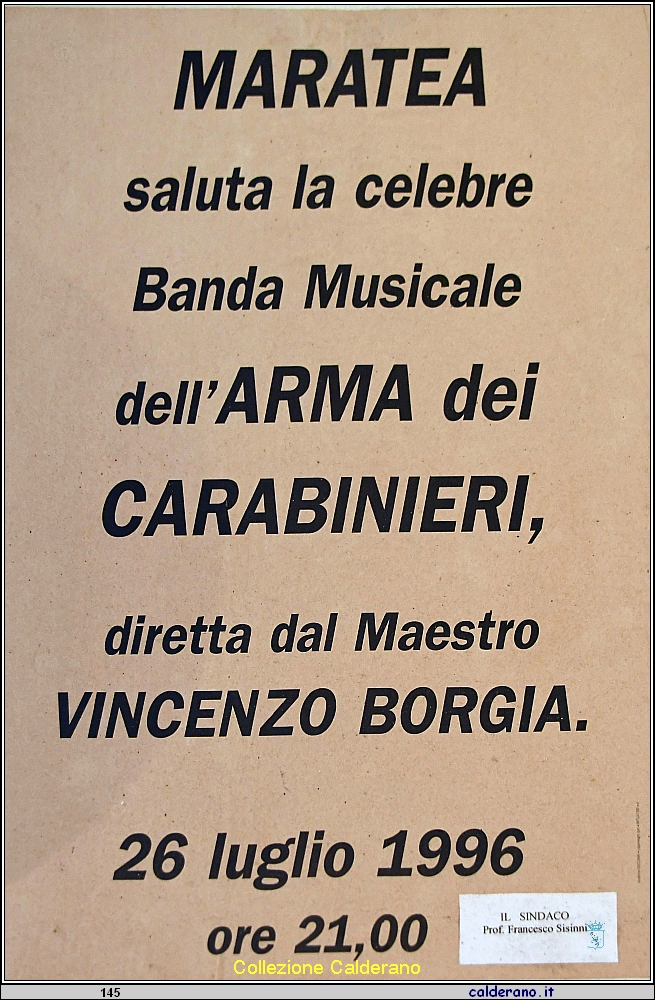 MARATEA
saluta la celebre
Banda Musicale
dell'ARMA dei
CARABINIERI,
diretta dal Maestro
VINCENZO BORGIA.
26 luglio 1996
ore 21,00
IL SINDACO
Prof. Francesco Sisinni
Collezione Calderano
145
calderano.it